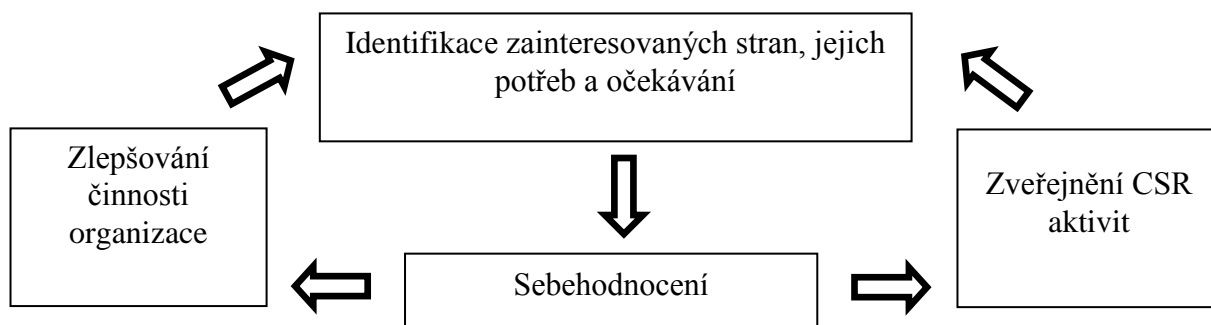 Identifikace zainteresovaných stran, jejich
potřeb a očekávání
Zlepšování
činnosti
organizace
Zveřejnění CSR
aktivit
Sebehodnocení